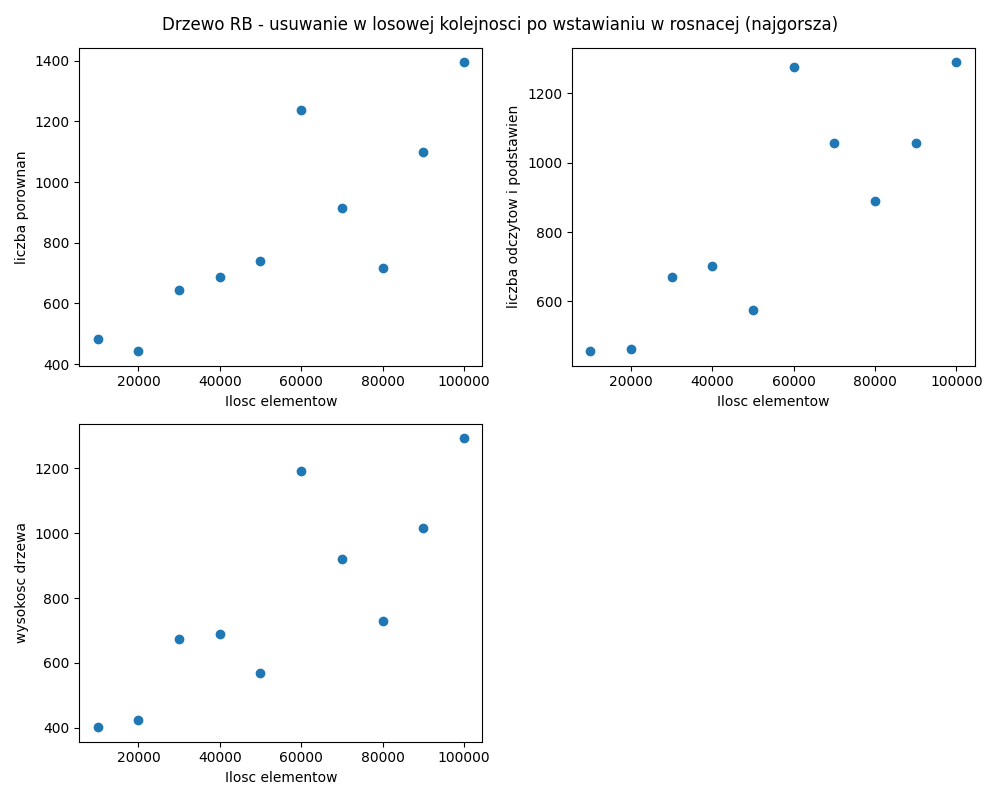 Drzewo RB - usuwanie w losowej kolejnosci po wstawianiu w rosnacej (najgorsza)
1400
1200
1000
800
600
400
liczba porownan
20000 40000 60000 80000 100000
Ilosc elementow
1200
1000
800
600
liczba odczytow i podstawien
20000 40000 60000 80000 100000
Ilosc elementow
1200
1000
800
600
400
wysokosc drzewa
20000 40000 60000 80000 100000
Ilosc elementow